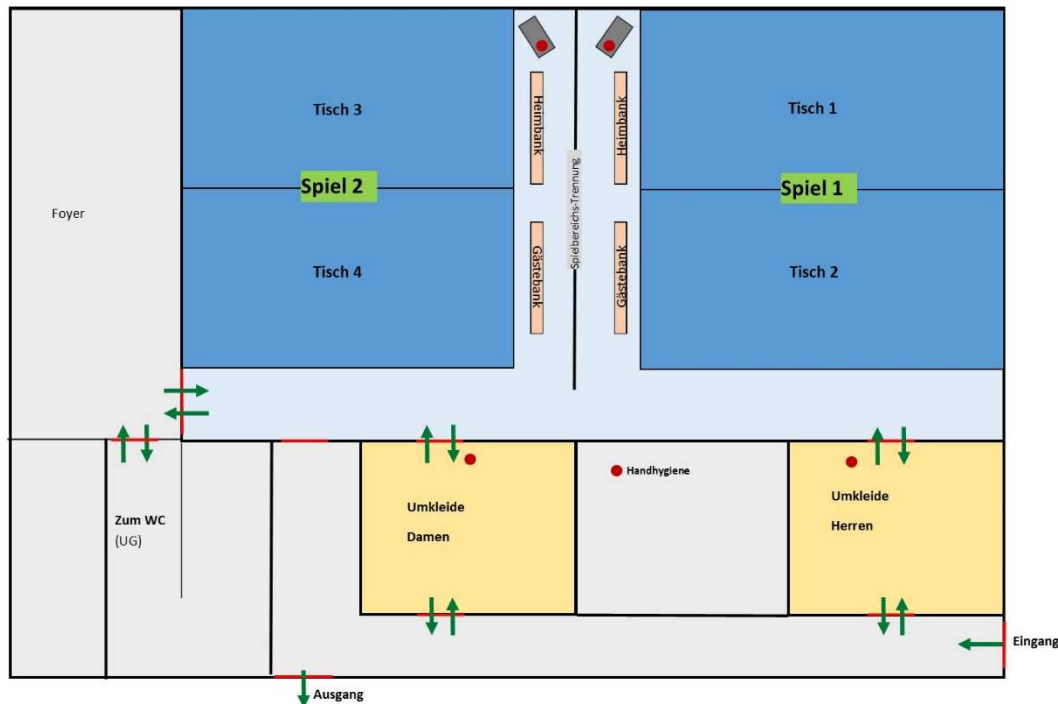 Tisch 3
Heimbank
Heimbank
Tisch 1
Spielbereichs-Trennung
Spiel 2
Spiel 1
Foyer
Tisch 4
Gästebank
Gästebank
Tisch 2
Handhygiene
Umkleide
Damen
Umkleide
Herren
Zum WC
(UG)
Eingang
Ausgang